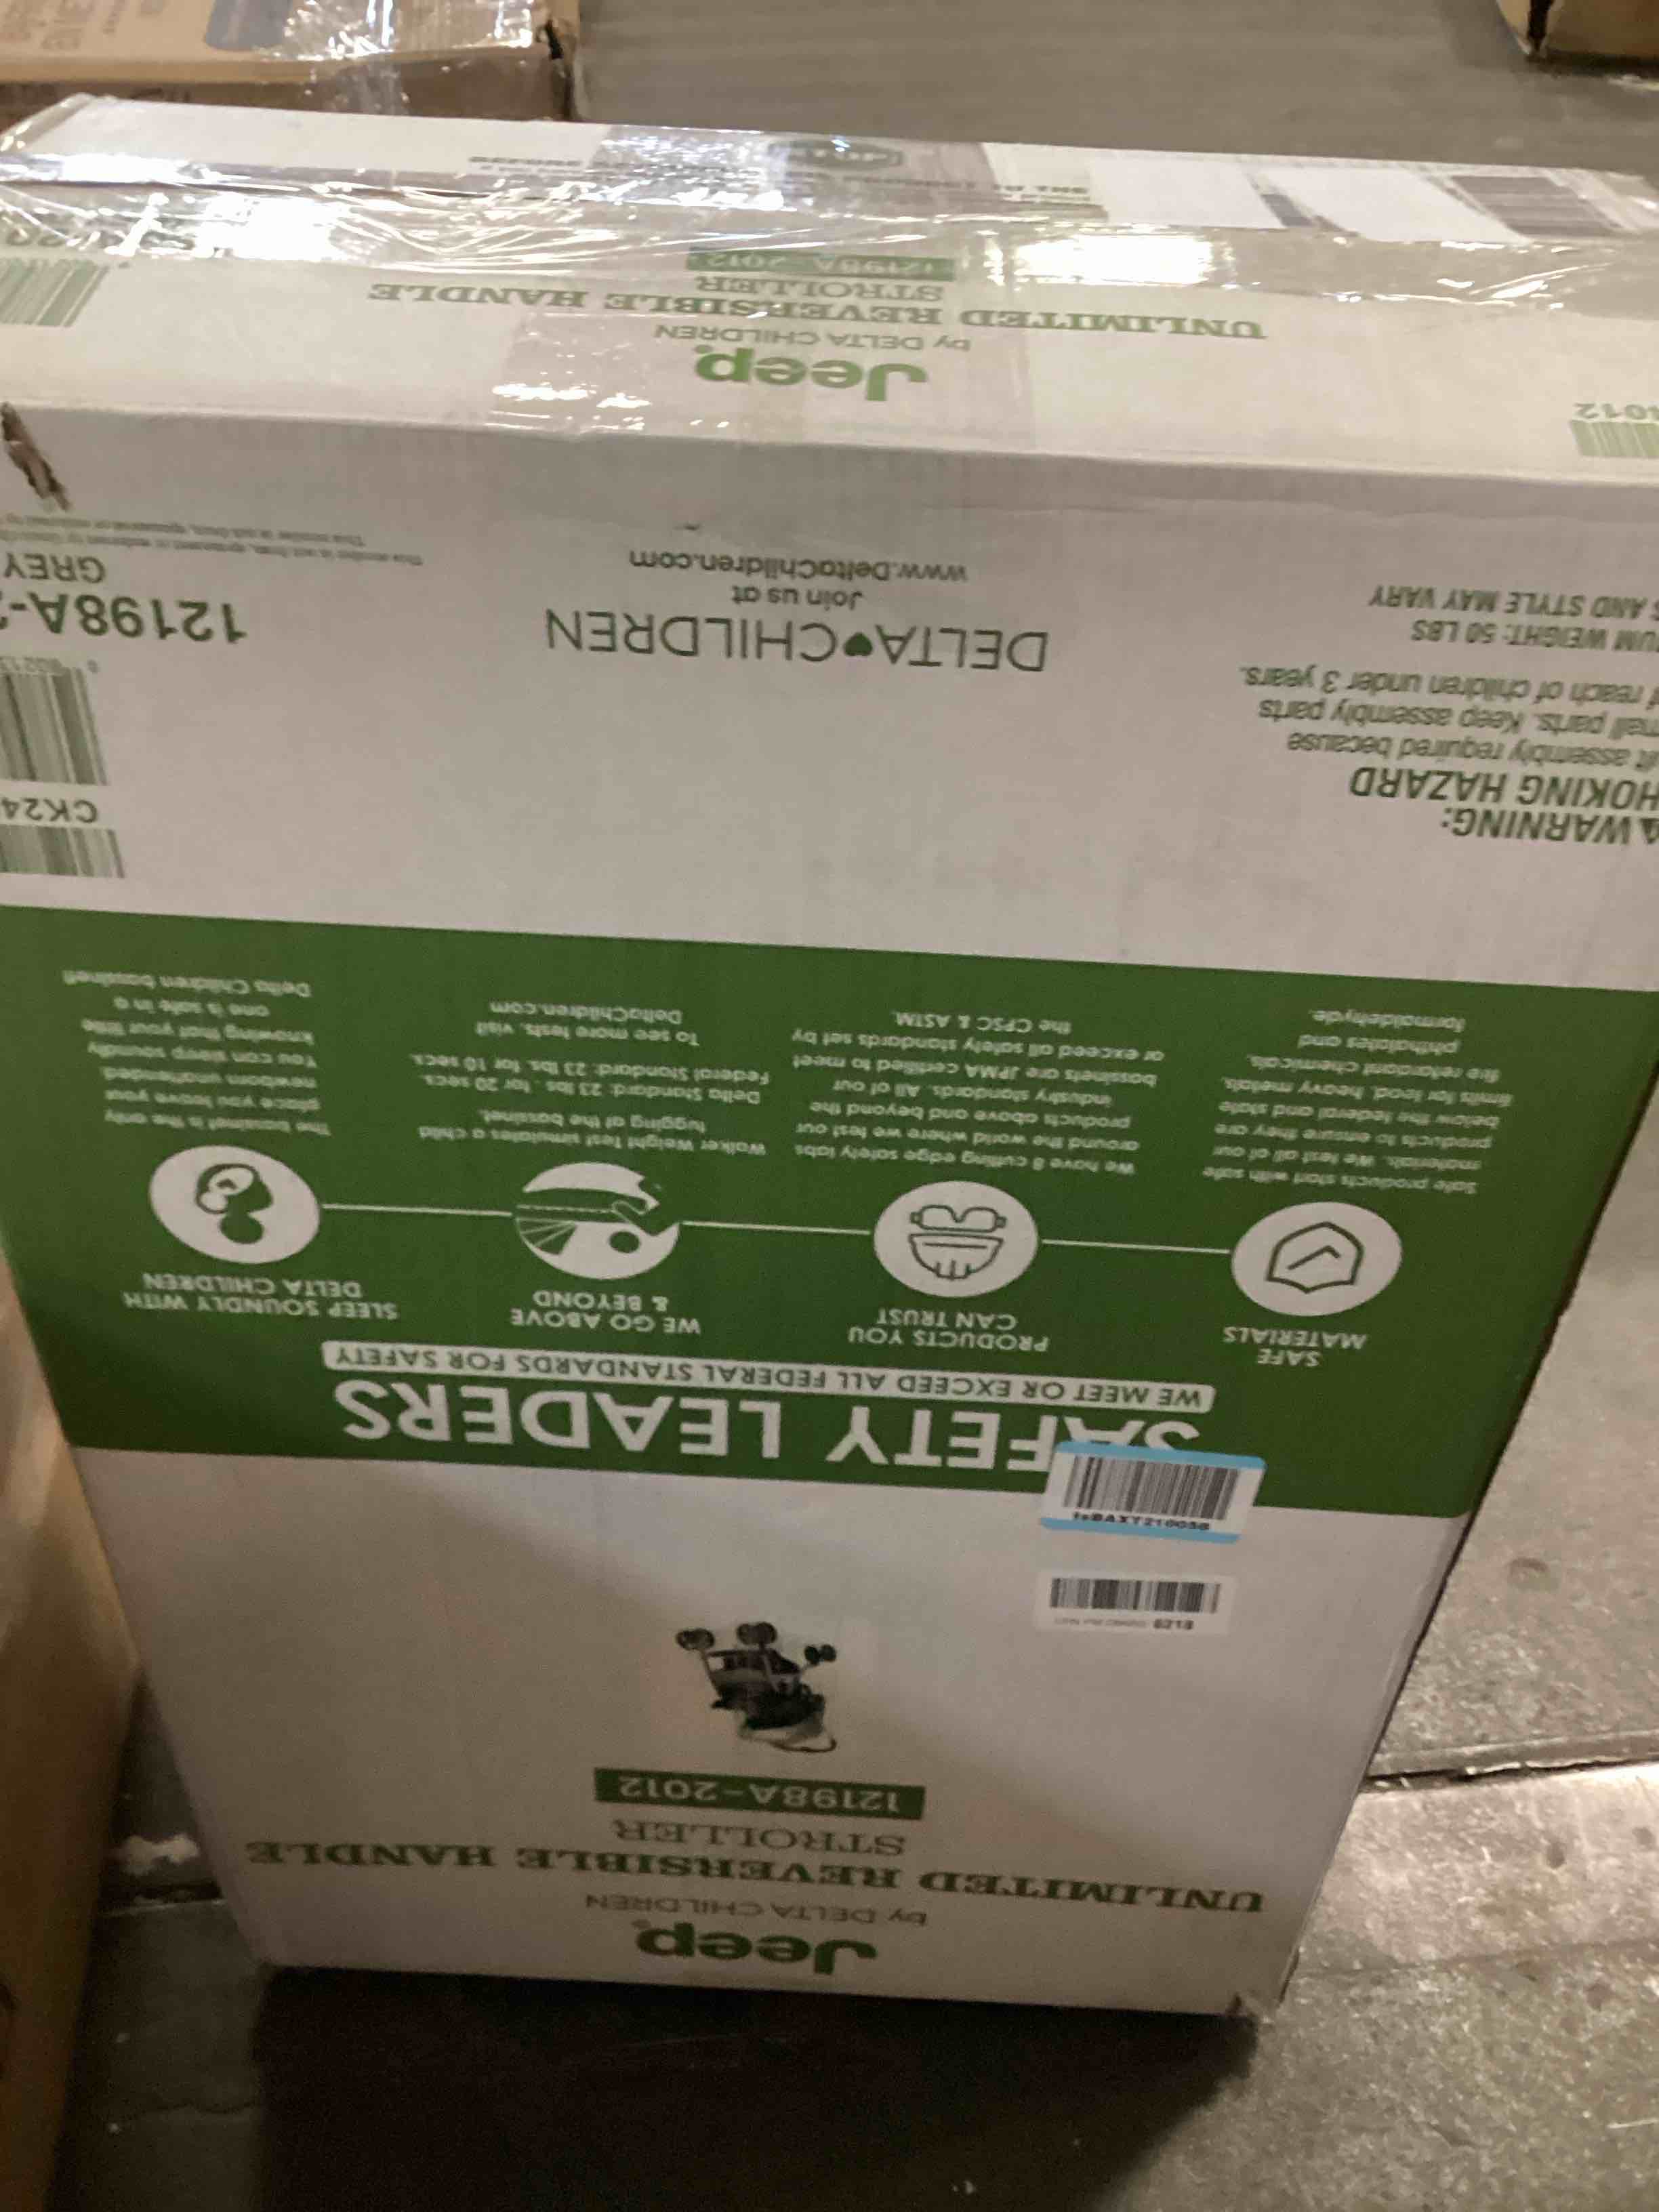 Jeep
by DELTA CHILDREN
UNLIMITED REVERSIBLE HANDLE
STROLLER
12198A-2012
6218
SAFETY LEADERS
WE MEET OR EXCEED ALL FEDERAL STANDARDS FOR SAFETY
SAFE
MATERIALS
Safe products start with safe
materials. We test all of our
products to ensure they are
below the federal and state
limits for lead, heavy metals,
fire retardant chemicals,
phthalates and
formaldehyde.
PRODUCTS YOU
CAN TRUST
We have 8 cutting edge safety labs
around the world where we test our
products above and beyond the
industry standards. All of our
bassinets are JPMA certified to meet
or exceed all safety standards set by
the CPSC & ASTM.
WE GO ABOVE
& BEYOND
Walker Weight Test simulates a child
tugging at the bassinet.
Delta Standard: 23 lbs. for 20 secs.
Federal Standard: 23 lbs. for 10 secs.
To see more tests, visit
DeltaChildren.com
SLEEP SOUNDLY WITH
DELTA CHILDREN
The bassinet is the only
place you leave your
newborn unattended.
You can sleep soundly
knowing that your little
one is safe in a
Delta Children bassinet!
WARNING:
HOKING HAZARD
assembly required because
parts. Keep assembly parts
reach of children under 3 years.
UM WEIGHT: 50 LBS
AND STYLE MAY VARY
DELTA CHILDREN
Join us at
www.DeltaChildren.com
CK24
12198A-
GREY
Jeep
by DELTA CHILDREN
UNLIMITED REVERSIBLE HANDLE
STROLLER
12198A-2012